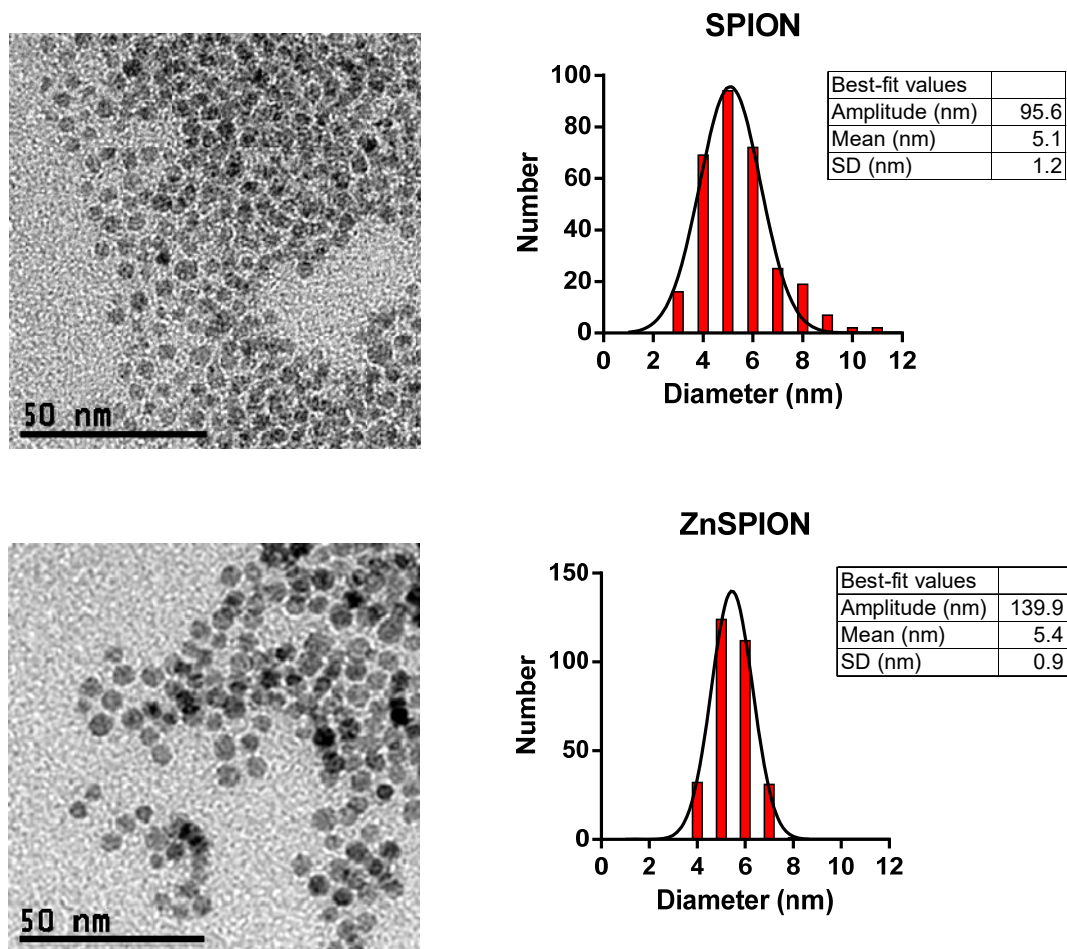 SPION
50 nm
Number
100
80
60
40
20
0
0 2 4 6 8 10 12
Diameter (nm)
Best-fit values
Amplitude (nm) 95.6
Mean (nm) 5.1
SD (nm) 1.2
ZnSPION
50 nm
Number
150
100
50
0
0 2 4 6 8 10 12
Diameter (nm)
Best-fit values
Amplitude (nm) 139.9
Mean (nm) 5.4
SD (nm) 0.9